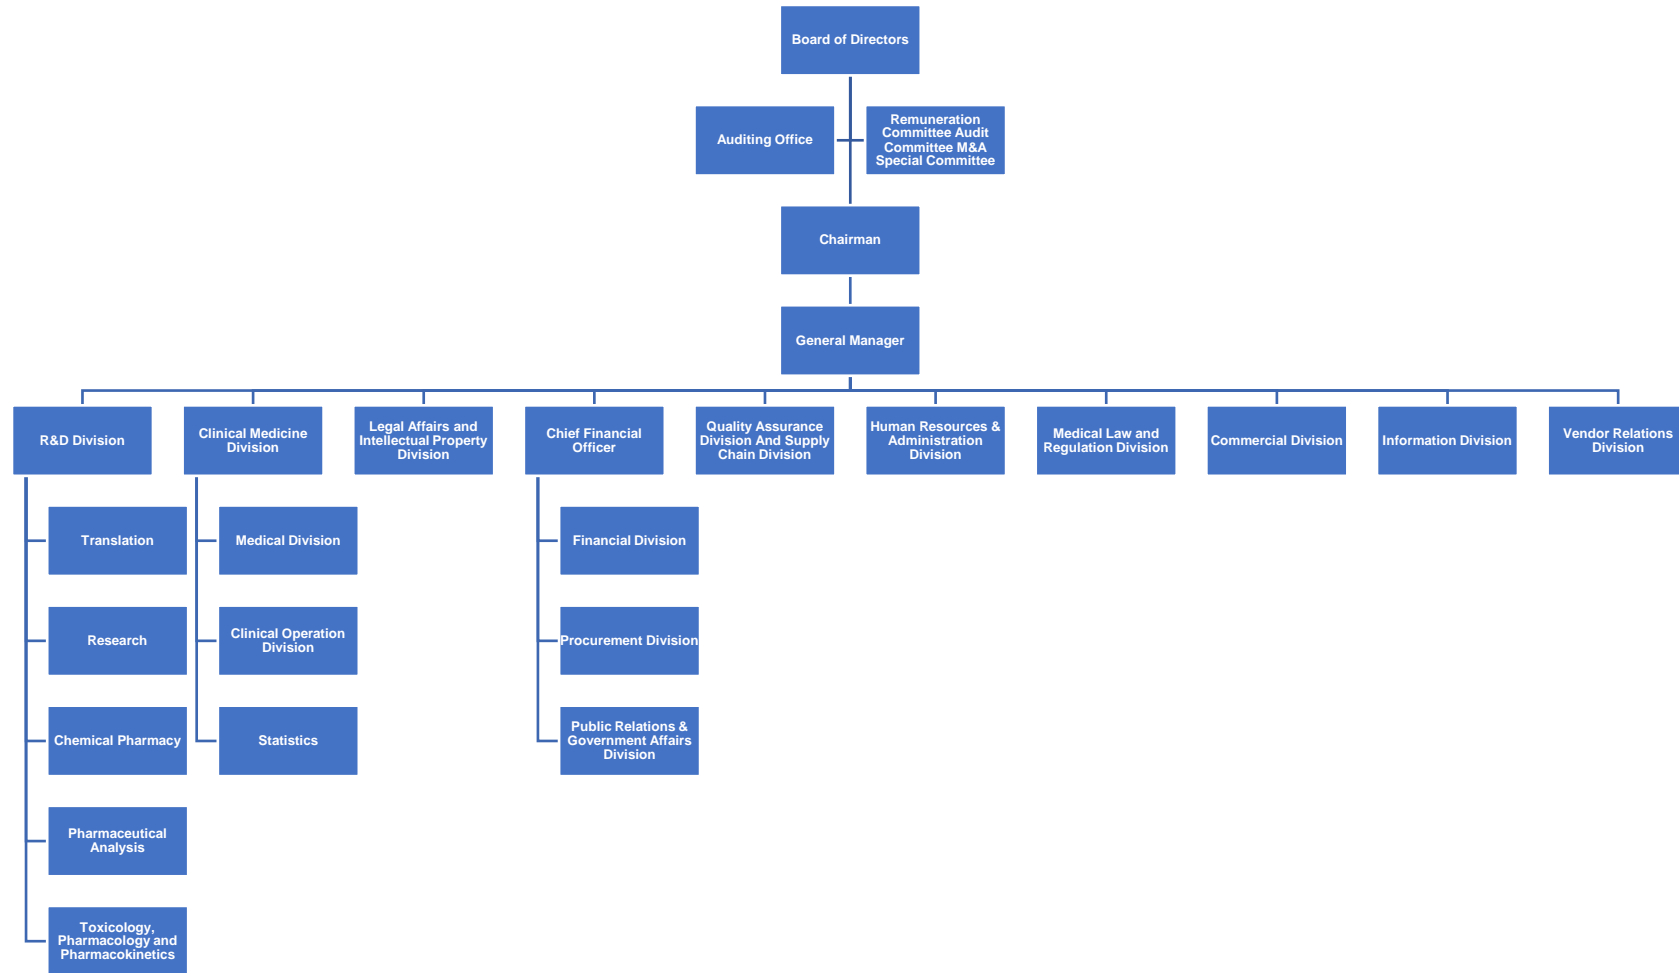 Board of Directors
Auditing Office
Remuneration
Committee Audit
Committee M&A
Special Committee
Chairman
General Manager
R&D Division
Clinical Medicine
Division
Legal Affairs and
Intellectual Property
Division
Chief Financial
Officer
Quality Assurance
Division And Supply
Chain Division
Human Resources &
Administration
Division
Medical Law and
Regulation Division
Commercial Division
Information Division
Vendor Relations
Division
Translation
Research
Chemical Pharmacy
Pharmaceutical
Analysis
Toxicology,
Pharmacology and
Pharmacokinetics
Medical Division
Clinical Operation
Division
Statistics
Financial Division
Procurement Division
Public Relations &
Government Affairs
Division